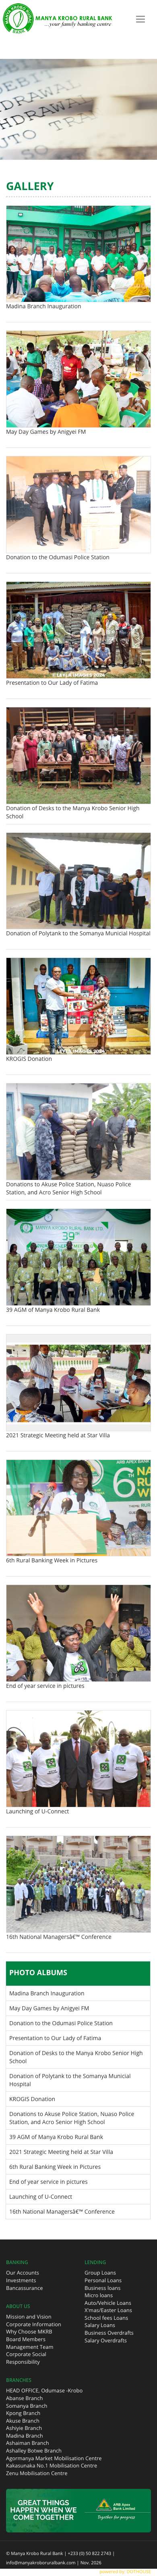 MANYA KROBO RURAL BANK
...your family banking centre
GALLERY
Madina Branch Inauguration
May Day Games by Anigyei FM
Donation to the Odumasi Police Station
Presentation to Our Lady of Fatima
Donation of Desks to the Manya Krobo Senior High
School
Donation of Polytank to the Somanya Municial Hospital
KROGIS Donation
Donations to Akuse Police Station, Nuaso Police
Station, and Acro Senior High School
39 AGM of Manya Krobo Rural Bank
2021 Strategic Meeting held at Star Villa
6th Rural Banking Week in Pictures
End of year service in pictures
Launching of U-Connect
16th National Managersâ€™ Conference
PHOTO ALBUMS
Madina Branch Inauguration
May Day Games by Anigyei FM
Donation to the Odumasi Police Station
Presentation to Our Lady of Fatima
Donation of Desks to the Manya Krobo Senior High
School
Donation of Polytank to the Somanya Municial
Hospital
KROGIS Donation
Donations to Akuse Police Station, Nuaso Police
Station, and Acro Senior High School
39 AGM of Manya Krobo Rural Bank
2021 Strategic Meeting held at Star Villa
6th Rural Banking Week in Pictures
End of year service in pictures
Launching of U-Connect
16th National Managersâ€™ Conference
BANKING
Our Accounts
Investments
Bancassurance
ABOUT US
Mission and Vision
Corporate Information
Why Choose MKRB
Board Members
Management Team
Corporate Social
Responsibility
LENDING
Group Loans
Personal Loans
Business loans
Micro loans
Auto/Vehicle Loans
X'mas/Easter Loans
School fees Loans
Salary Loans
Business Overdrafts
Salary Overdrafts
BRANCHES
HEAD OFFICE, Odumase -Krobo
Abanse Branch
Somanya Branch
Kpong Branch
Akuse Branch
Ashiyie Branch
Madina Branch
Ashaiman Branch
Ashalley Botwe Branch
Agormanya Market Mobilisation Centre
Kakasunaka No.1 Mobilisation Centre
Zenu Mobilisation Centre
GREAT THINGS
HAPPEN WHEN WE
COME TOGETHER
ARB Apex
Bank Limited
Together we progress
© Manya Krobo Rural Bank | +233 (0) 50 822 2743 |
info@manyakroboruralbank.com | Nov. 2025